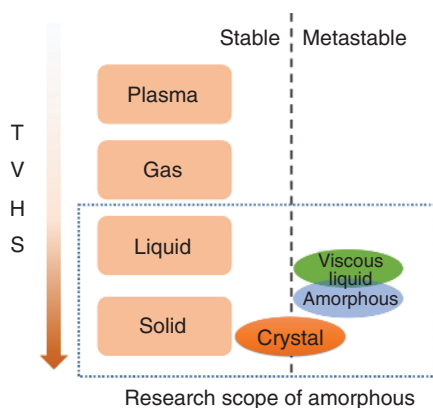 Stable Metastable
Plasma
Gas
Liquid
Solid
T
V
H
S
Viscous
liquid
Amorphous
Crystal
Research scope of amorphous